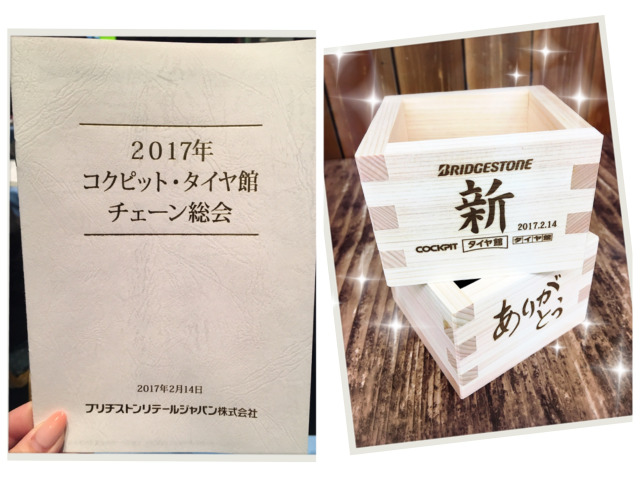 2017年
コクピット・タイヤ館
チェーン総会
2017年2月14日
ブリヂストンリテールジャパン株式会社
BRIDGESTONE
新
2017.2.14
COCKPIT タイヤ館 タイヤ館
ありがとう